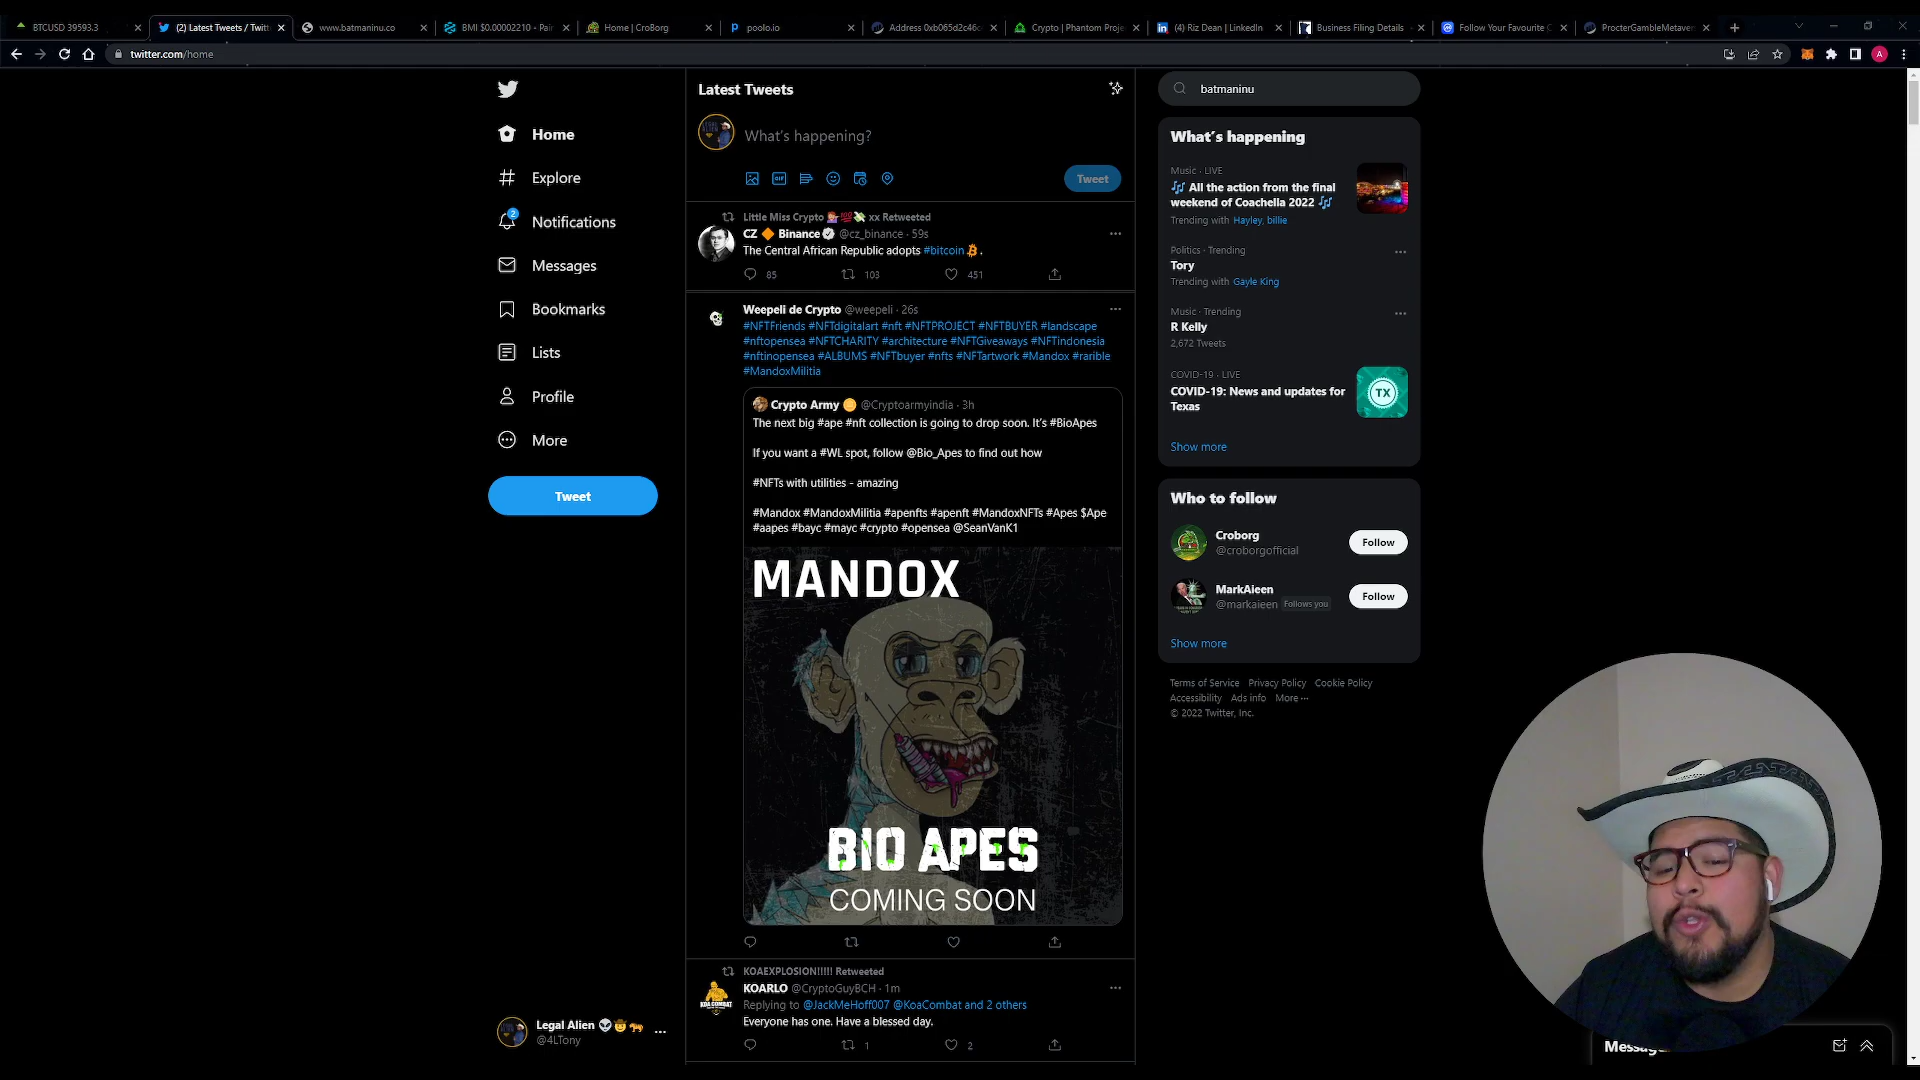 BTCUSD 39593.3
(2) Latest Tweets / Twitt
www.batmaninu.co
BMI $0.00002210 - Pair
Home | CroBorg
poolo.io
Address 0xb065d2c46c
Crypto | Phantom Proje
(4) Riz Dean | LinkedIn
Business Filing Details
Follow Your Favourite C
ProcterGambleMetaver
twitter.com/home
Home
Explore
2
Notifications
Messages
Bookmarks
Lists
Profile
More
Tweet
Legal Alien
@4LTony
Latest Tweets
What's happening?
GIF
Tweet
Little Miss Crypto 💯 xx Retweeted
CZ 🔶 Binance @cz_binance · 59s
The Central African Republic adopts #bitcoin ₿ .
85 103 451
Weepeli de Crypto @weepeli · 26s
#NFTFriends #NFTdigitalart #nft #NFTPROJECT #NFTBUYER #landscape
#nftopensea #NFTCHARITY #architecture #NFTGiveaways #NFTindonesia
#nftinopensea #ALBUMS #NFTbuyer #nfts #NFTartwork #Mandox #rarible
#MandoxMilitia
Crypto Army @Cryptoarmyindia · 3h
The next big #ape #nft collection is going to drop soon. It's #BioApes
If you want a #WL spot, follow @Bio_Apes to find out how
#NFTs with utilities - amazing
#Mandox #MandoxMilitia #apenfts #apenft #MandoxNFTs #Apes $Ape
#aapes #bayc #mayc #crypto #opensea @SeanVanK1
MANDOX
BIO APES
COMING SOON
KOAEXPLOSION!!!!! Retweeted
KOARLO @CryptoGuyBCH · 1m
Replying to @JackMeHoff007 @KoaCombat and 2 others
Everyone has one. Have a blessed day.
1 2
KOA COMBAT
batmaninu
What's happening
Music · LIVE
🎶 All the action from the final
weekend of Coachella 2022 🎶
Trending with Hayley, billie
Politics · Trending
Tory
Trending with Gayle King
Music · Trending
R Kelly
2,672 Tweets
COVID-19 · LIVE
COVID-19: News and updates for
Texas
TX
Show more
Who to follow
Croborg
@croborgofficial
Follow
MarkAieen
@markaieen Follows you
Follow
Show more
Terms of Service Privacy Policy Cookie Policy
Accessibility Ads info More ···
© 2022 Twitter, Inc.
A